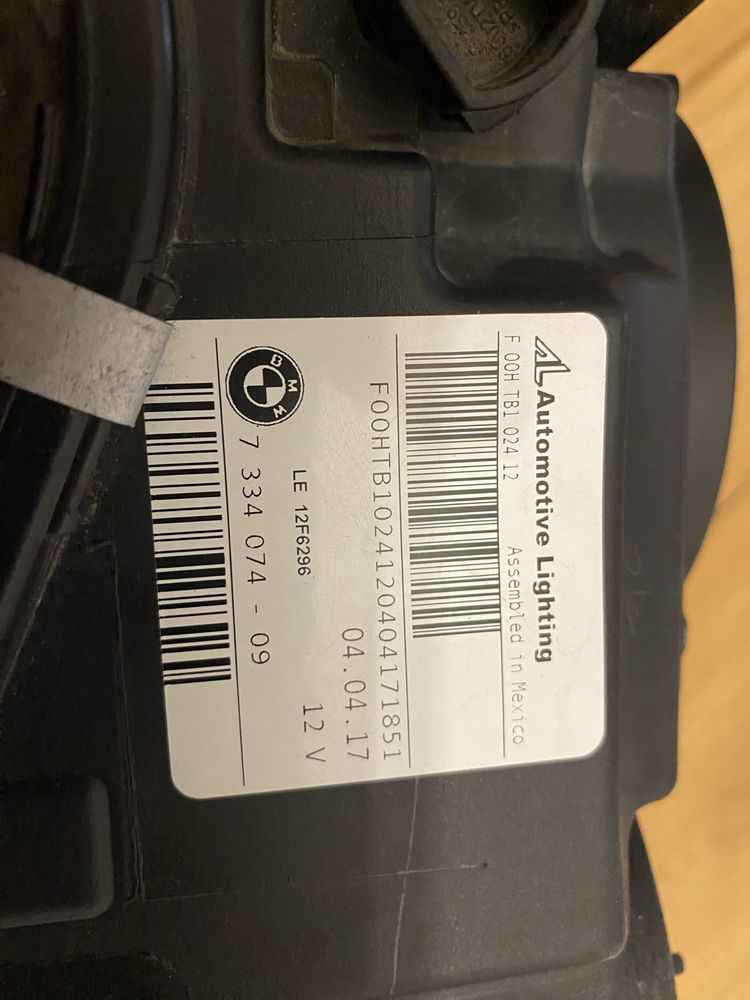 Automotive Lighting
F 00H TB1 024 12 Assembled in Mexico
F00HTB1024120404171851
04.04.17
LE 12F6296 12 V
BMW
7 334 074 - 09